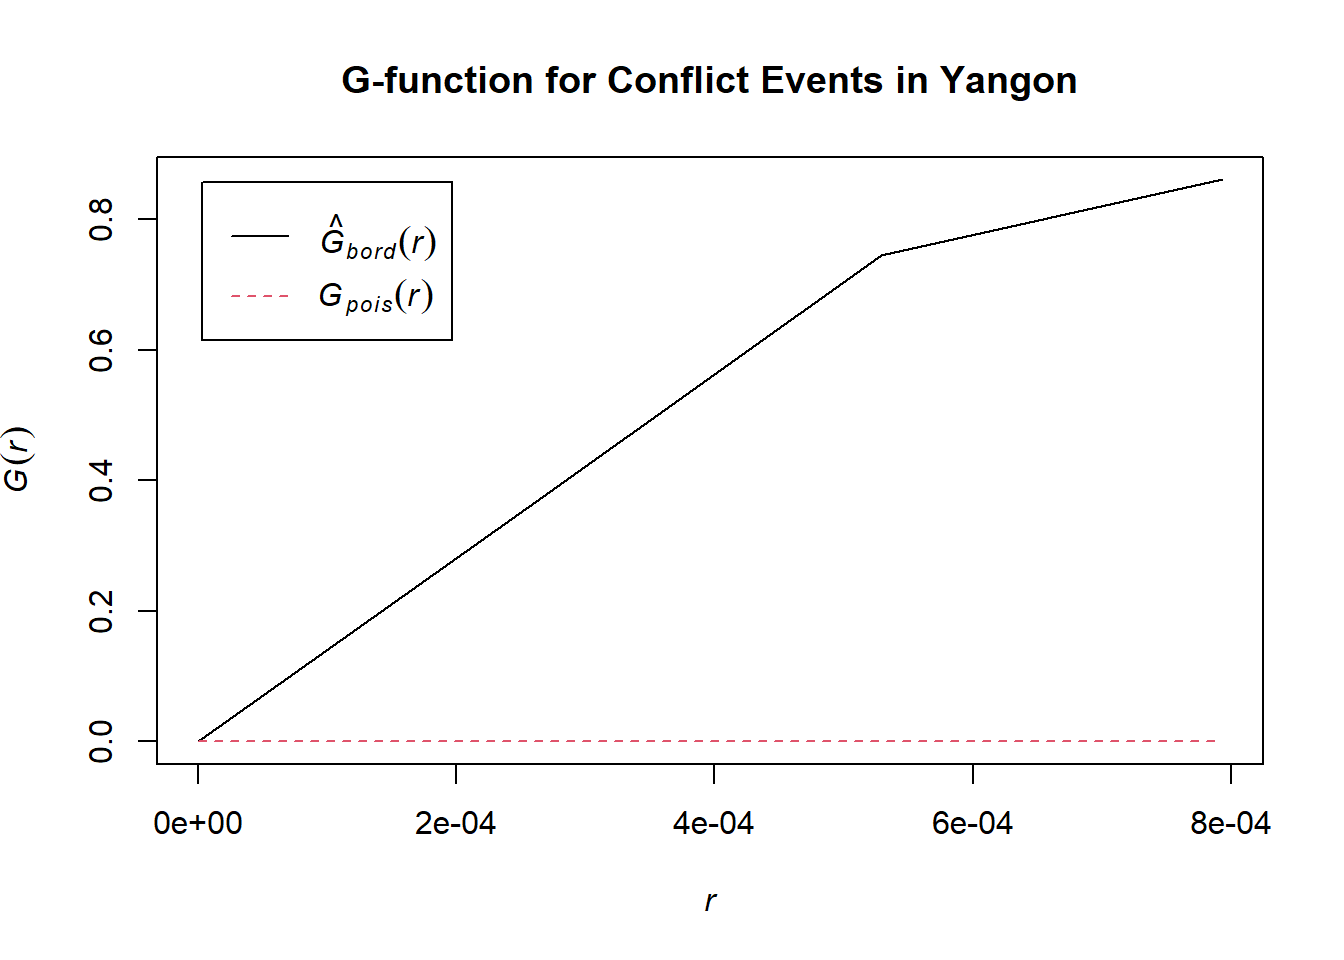 G-function for Conflict Events in Yangon
Ĝbord(r)
Gpois(r)
G(r)
0.8
0.6
0.4
0.2
0.0
0e+00 2e-04 4e-04 6e-04 8e-04
r